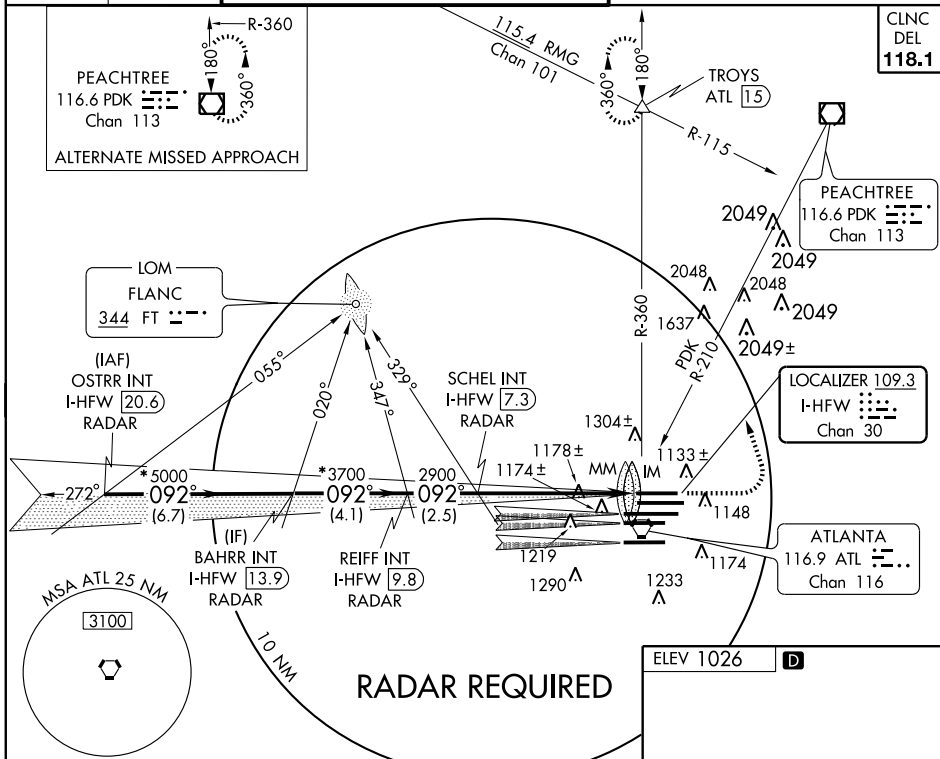 R-360
180°
360°
PEACHTREE
116.6 PDK
Chan 113
ALTERNATE MISSED APPROACH
115.4 RMG
Chan 101
360°
180°
TROYS
ATL 15
R-115
CLNC
DEL
118.1
PEACHTREE
116.6 PDK
Chan 113
2049
2049
2048
2048
2049
1637
2049±
R-360
PDK
R-210
LOM
FLANC
344 FT
(IAF)
OSTRR INT
I-HFW 20.6
RADAR
055°
020°
347°
329°
SCHEL INT
I-HFW 7.3
RADAR
LOCALIZER 109.3
I-HFW
Chan 30
1304±
1178±
1174±
MM
IM
1133±
272°
*5000
092°
(6.7)
*3700
092°
(4.1)
2900
092°
(2.5)
1148
(IF)
BAHRR INT
I-HFW 13.9
RADAR
REIFF INT
I-HFW 9.8
RADAR
1219
1290
1233
1174
ATLANTA
116.9 ATL
Chan 116
MSA ATL 25 NM
3100
10 NM
RADAR REQUIRED
ELEV 1026 D